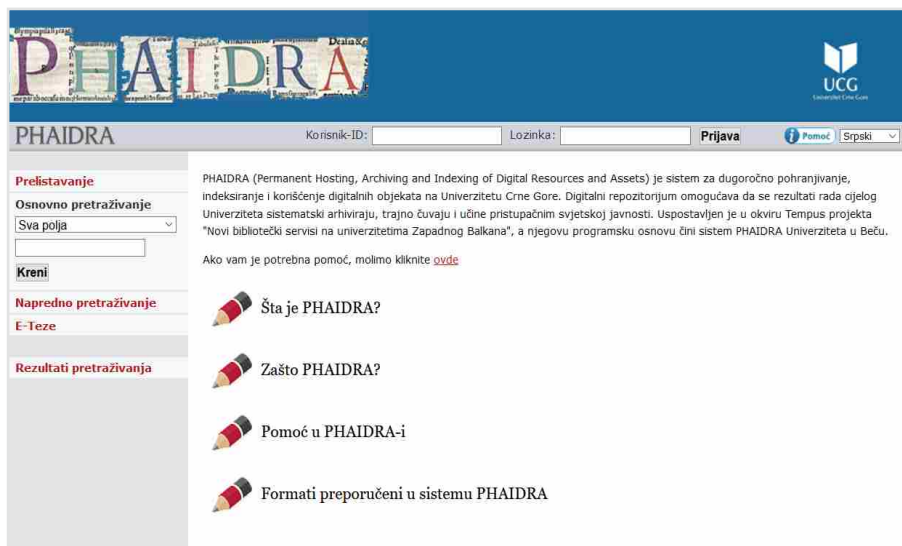 PHAIDRA
UCG
Univerzitet Crne Gore
PHAIDRA
Korisnik-ID:
Lozinka:
Prijava
Pomoć
Srpski
Prelistavanje
Osnovno pretraživanje
Sva polja
Kreni
Napredno pretraživanje
E-Teze
Rezultati pretraživanja
PHAIDRA (Permanent Hosting, Archiving and Indexing of Digital Resources and Assets) je sistem za dugoročno pohranjivanje,
indeksiranje i korišćenje digitalnih objekata na Univerzitetu Crne Gore. Digitalni repozitorijum omogućava da se rezultati rada cijelog
Univerziteta sistematski arhiviraju, trajno čuvaju i učine pristupačnim svjetskoj javnosti. Uspostavljen je u okviru Tempus projekta
"Novi bibliotečki servisi na univerzitetima Zapadnog Balkana", a njegovu programsku osnovu čini sistem PHAIDRA Univerziteta u Beču.
Ako vam je potrebna pomoć, molimo kliknite ovde
Šta je PHAIDRA?
Zašto PHAIDRA?
Pomoć u PHAIDRA-i
Formati preporučeni u sistemu PHAIDRA